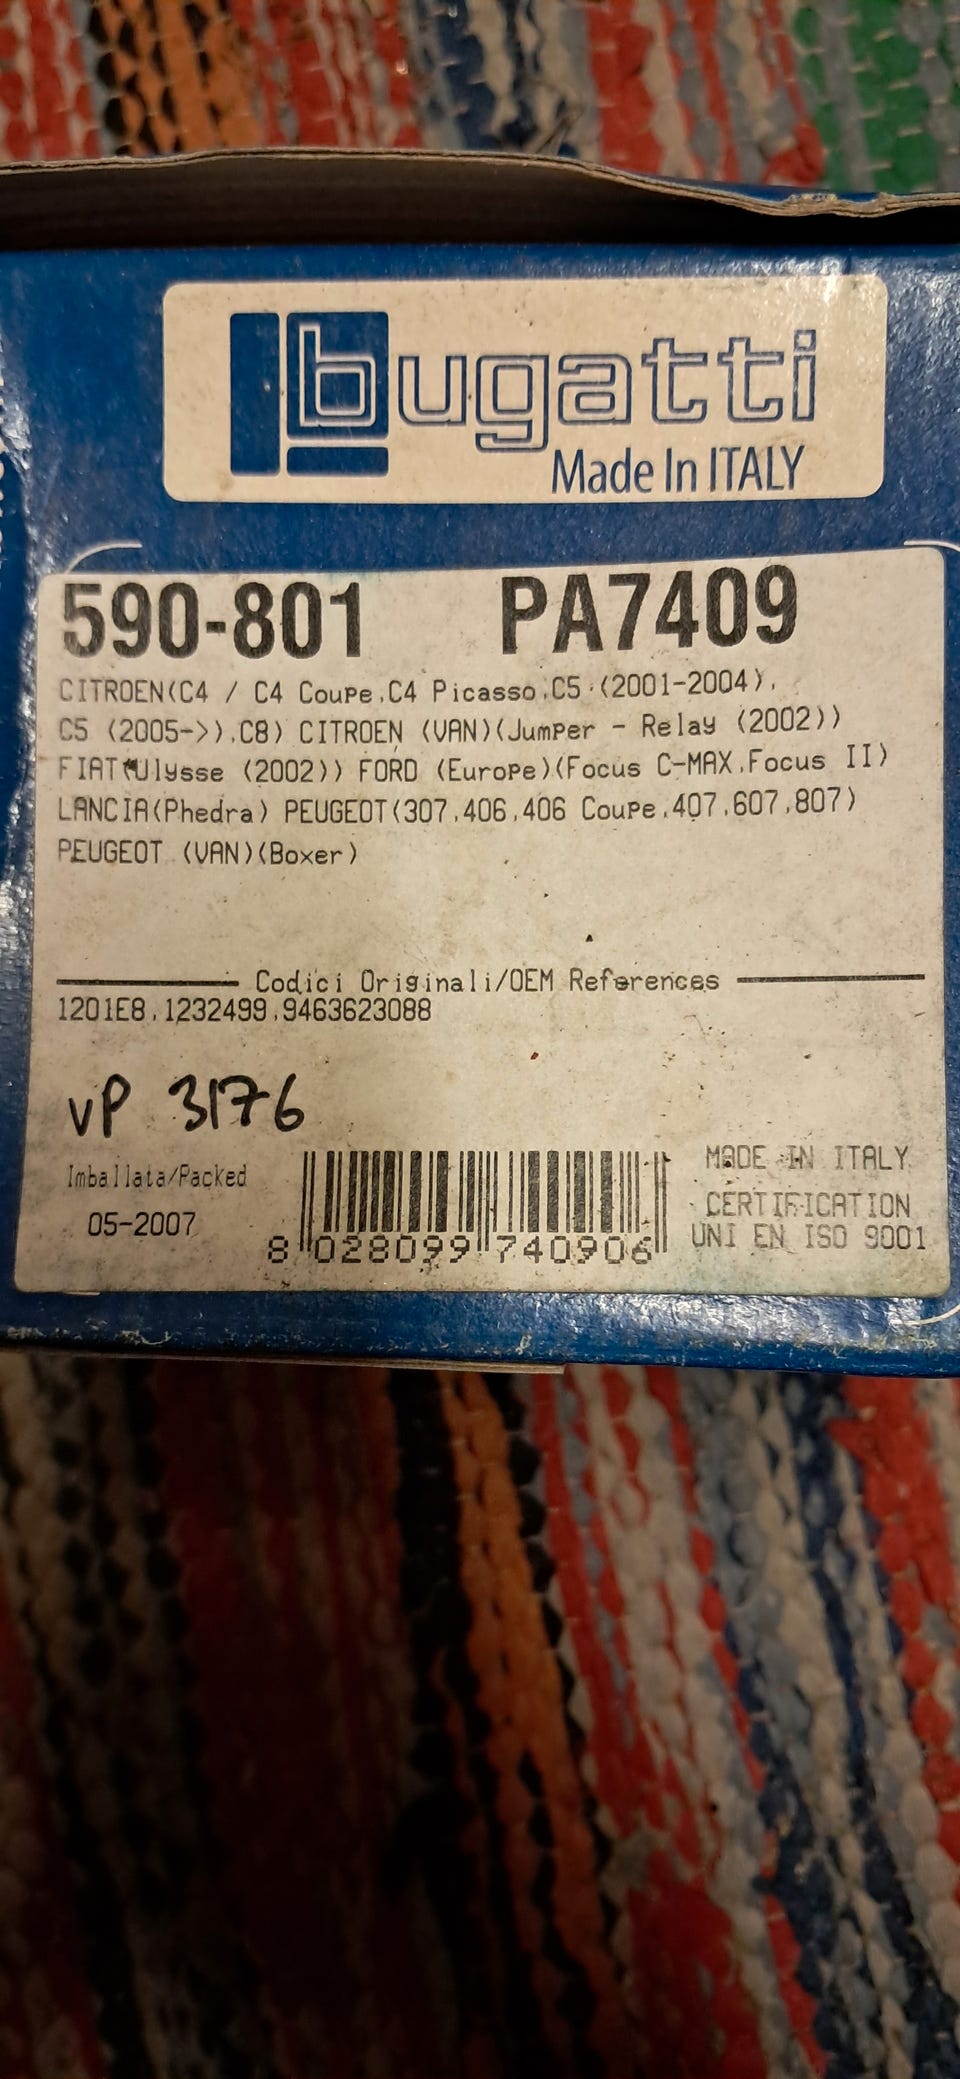 bugatti
Made In ITALY
590-801 PA7409
CITROEN(C4 / C4 Coupe,C4 Picasso,C5 (2001-2004),
C5 (2005->),C8) CITROEN (VAN)(Jumper - Relay (2002))
FIAT(Ulysse (2002)) FORD (Europe)(Focus C-MAX,Focus II)
LANCIA(Phedra) PEUGEOT(307,406,406 Coupe,407,607,807)
PEUGEOT (VAN)(Boxer)
Codici Originali/OEM References
1201E8,1232499,9463623088
VP 3176
Imballata/Packed
05-2007
8 028099 740906
MADE IN ITALY
CERTIFICATION
UNI EN ISO 9001